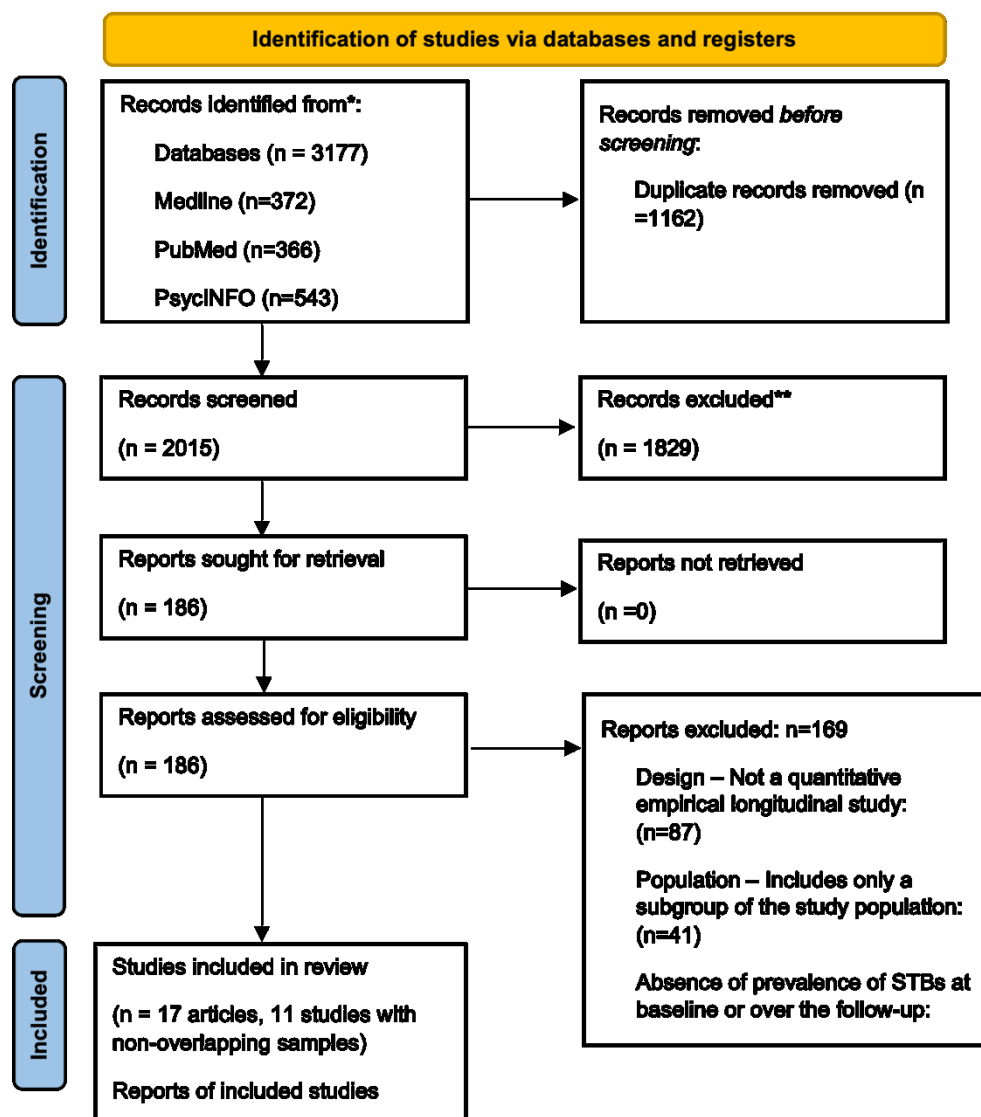 Identification of studies via databases and registers
Identification
Records identified from*:
Databases (n = 3177)
Medline (n=372)
PubMed (n=366)
PsycINFO (n=543)
Records removed before
screening:
Duplicate records removed (n
=1162)
Screening
Records screened
(n = 2015)
Records excluded**
(n = 1829)
Reports sought for retrieval
(n = 186)
Reports not retrieved
(n =0)
Reports assessed for eligibility
(n = 186)
Reports excluded: n=169
Design – Not a quantitative
empirical longitudinal study:
(n=87)
Population – Includes only a
subgroup of the study population:
(n=41)
Absence of prevalence of STBs at
baseline or over the follow-up:
Included
Studies included in review
(n = 17 articles, 11 studies with
non-overlapping samples)
Reports of included studies